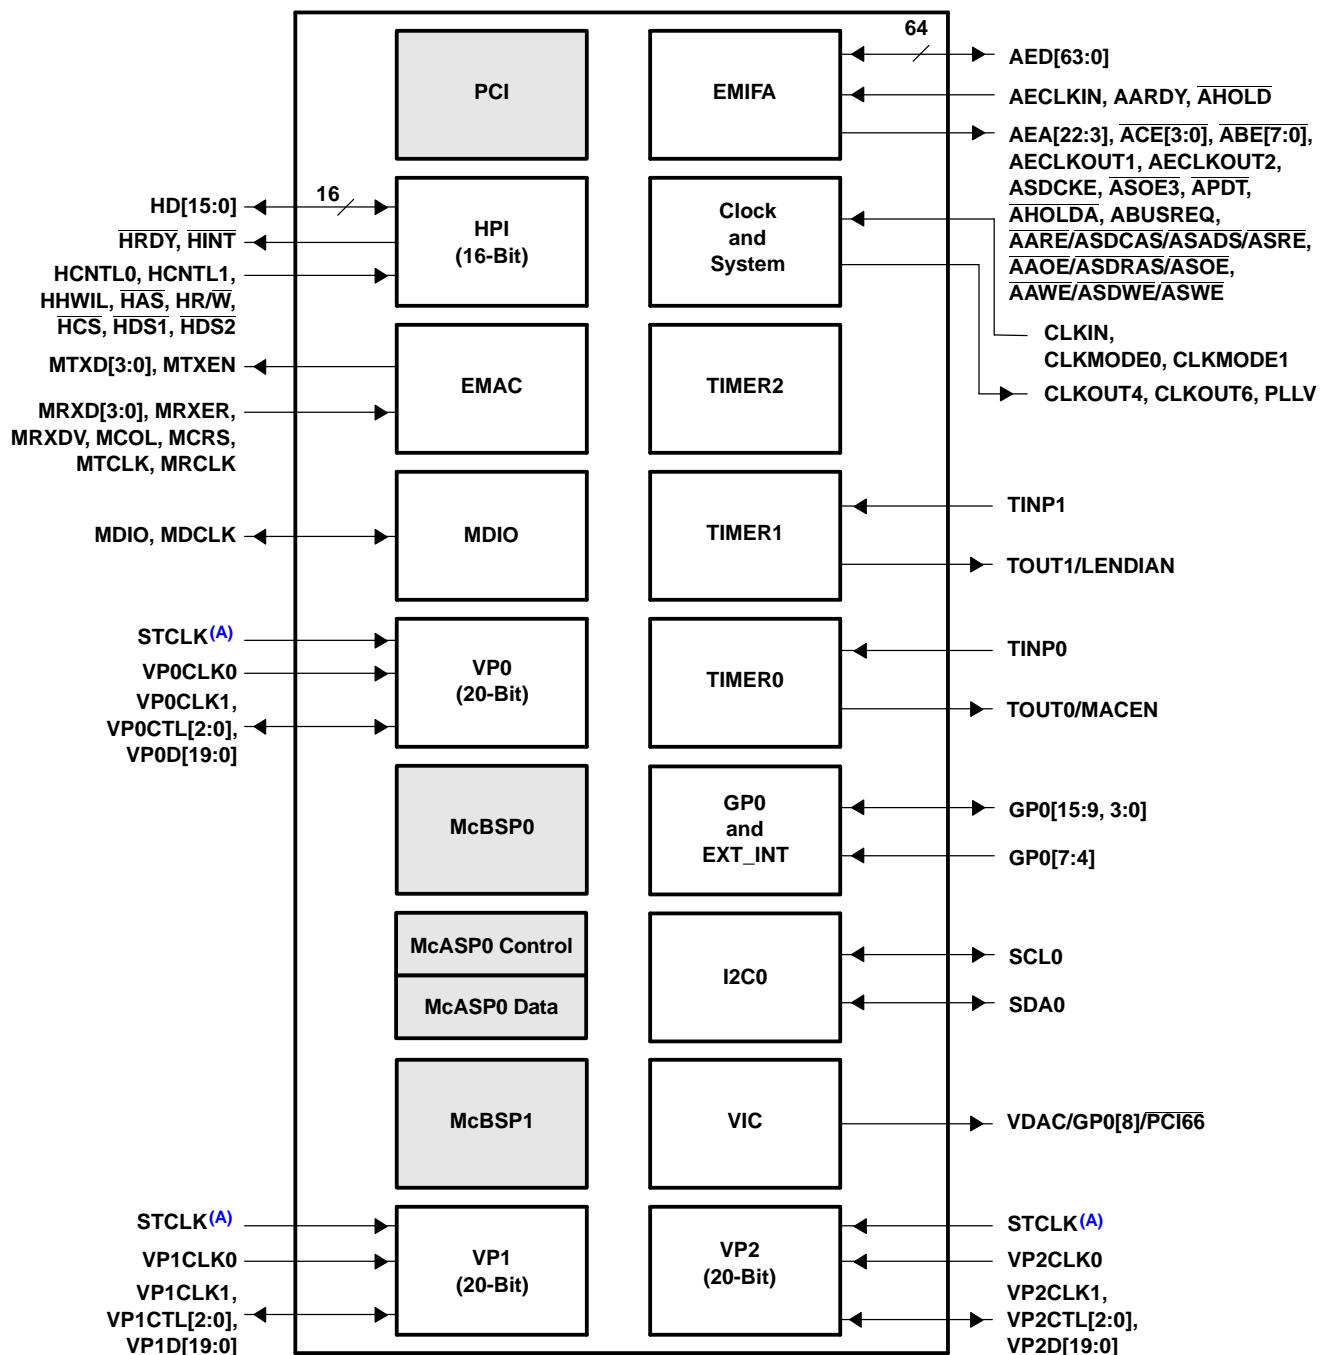 PCI
EMIFA
64
AED[63:0]
AECLKIN, AARDY, AHOLD
AEA[22:3], ACE[3:0], ABE[7:0],
AECLKOUT1, AECLKOUT2,
ASDCKE, ASOE3, APDT,
AHOLDA, ABUSREQ,
AARE/ASDCAS/ASADS/ASRE,
AAOE/ASDRAS/ASOE,
AAWE/ASDWE/ASWE
HD[15:0]
16
HRDY, HINT
HCNTL0, HCNTL1,
HHWIL, HAS, HR/W,
HCS, HDS1, HDS2
HPI
(16-Bit)
Clock
and
System
CLKIN,
CLKMODE0, CLKMODE1
CLKOUT4, CLKOUT6, PLLV
MTXD[3:0], MTXEN
MRXD[3:0], MRXER,
MRXDV, MCOL, MCRS,
MTCLK, MRCLK
EMAC
TIMER2
MDIO, MDCLK
MDIO
TIMER1
TINP1
TOUT1/LENDIAN
STCLK(A)
VP0CLK0
VP0CLK1,
VP0CTL[2:0],
VP0D[19:0]
VP0
(20-Bit)
TIMER0
TINP0
TOUT0/MACEN
McBSP0
GP0
and
EXT_INT
GP0[15:9, 3:0]
GP0[7:4]
McASP0 Control
McASP0 Data
I2C0
SCL0
SDA0
McBSP1
VIC
VDAC/GP0[8]/PCI66
STCLK(A)
VP1CLK0
VP1CLK1,
VP1CTL[2:0],
VP1D[19:0]
VP1
(20-Bit)
VP2
(20-Bit)
STCLK(A)
VP2CLK0
VP2CLK1,
VP2CTL[2:0],
VP2D[19:0]